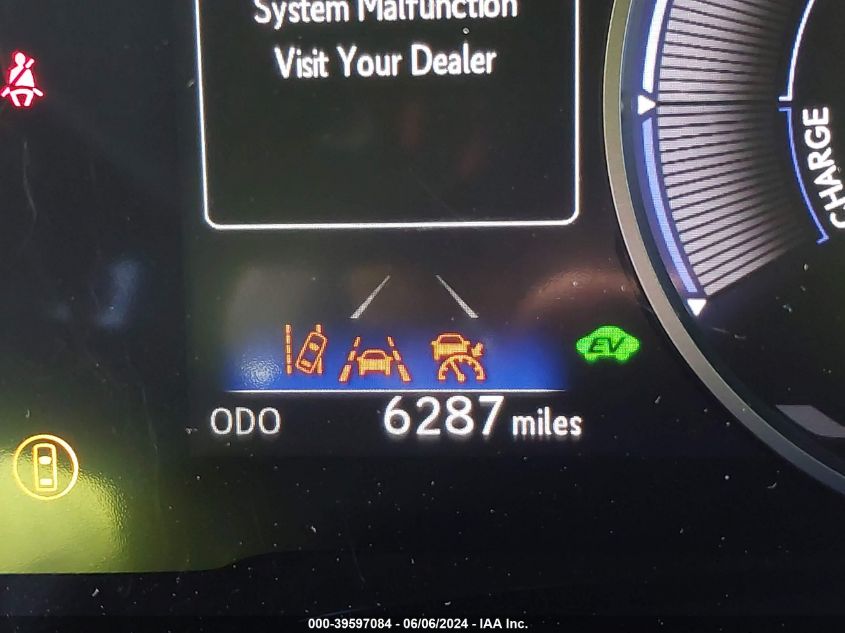 System Malfunction
Visit Your Dealer
CHARGE
EV
ODO 6287 miles
000-39597084 - 06/06/2024 - IAA Inc.